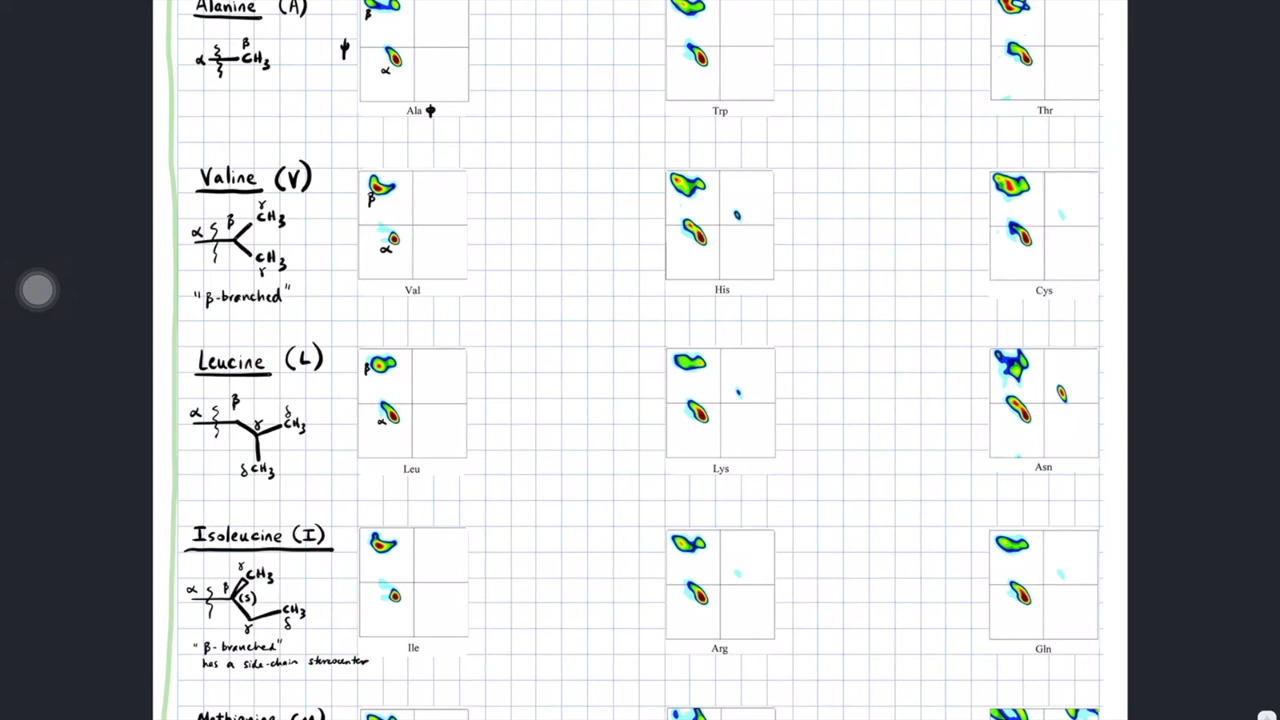 Alanine (A)
β
α
β
CH3
ψ
α
Ala ϕ
Trp
Thr
Valine (V)
α
β
γ
CH3
CH3
γ
"β-branched"
β
α
Val
His
Cys
Leucine (L)
α
β
γ
δ
CH3
δCH3
β
α
Leu
Lys
Asn
Isoleucine (I)
α
β
γ
CH3
(S)
γ
CH3
δ
"β-branched"
has a side-chain stereocenter
Ile
Arg
Gln